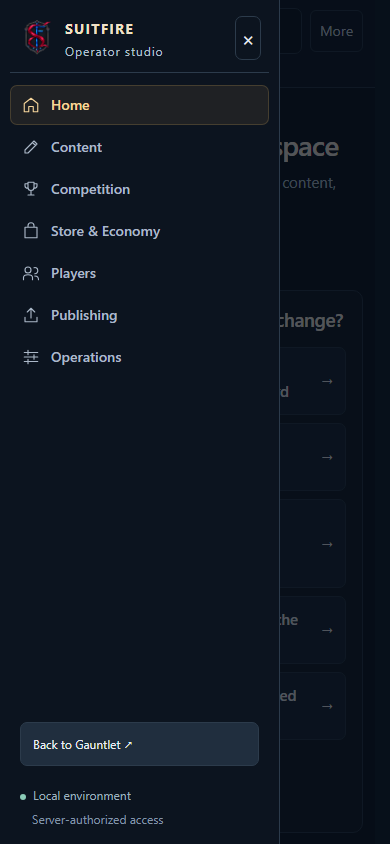 SUITFIRE
Operator studio
×
More
Home
space
content,
Content
Competition
Store & Economy
Players
Publishing
change?
Operations
→
rd
→
→
the
→
ed
→
Back to Gauntlet ↗
Local environment
Server-authorized access